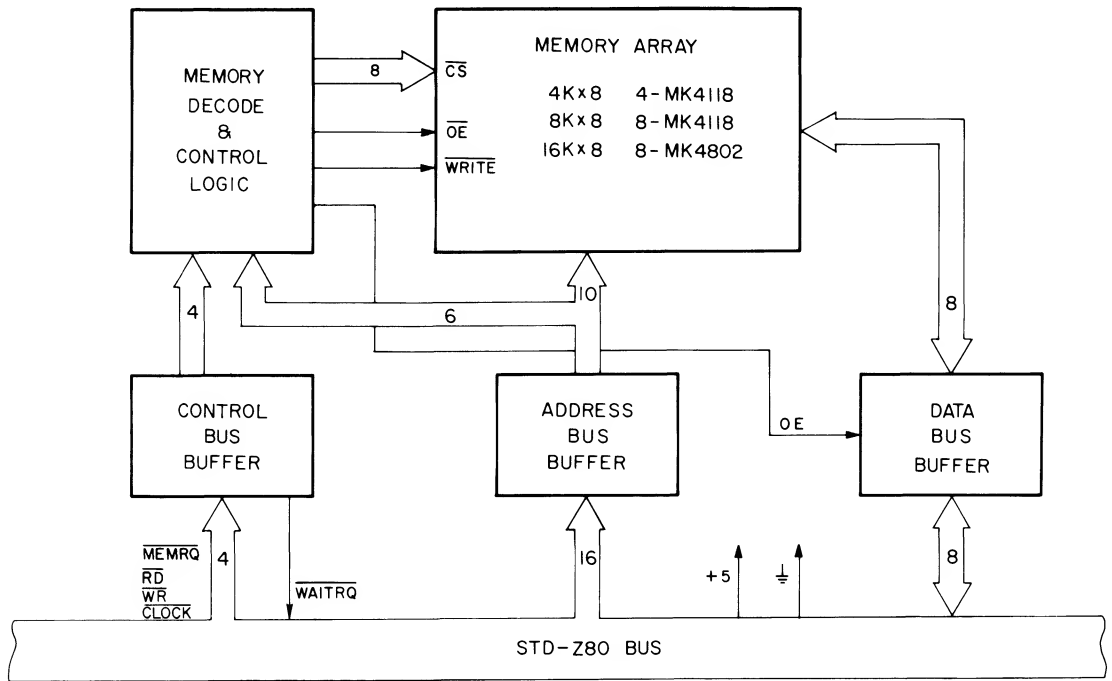 MEMORY
DECODE
&
CONTROL
LOGIC
8
CS
OE
WRITE
MEMORY ARRAY
4K×8 4-MK4118
8K×8 8-MK4118
16K×8 8-MK4802
4
6
10
8
CONTROL
BUS
BUFFER
ADDRESS
BUS
BUFFER
OE
DATA
BUS
BUFFER
MEMRQ
RD
WR
CLOCK
4
WAITRQ
16
+5
8
STD-Z80 BUS